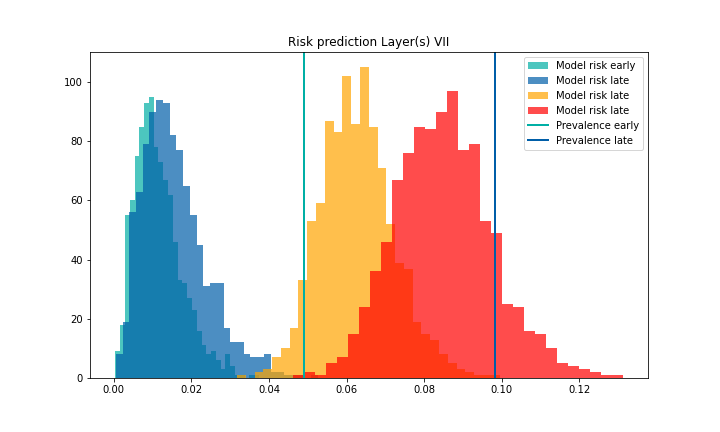 Risk prediction Layer(s) VII
Model risk early
Model risk late
Model risk late
Model risk late
Prevalence early
Prevalence late
100
80
60
40
20
0
0.00 0.02 0.04 0.06 0.08 0.10 0.12